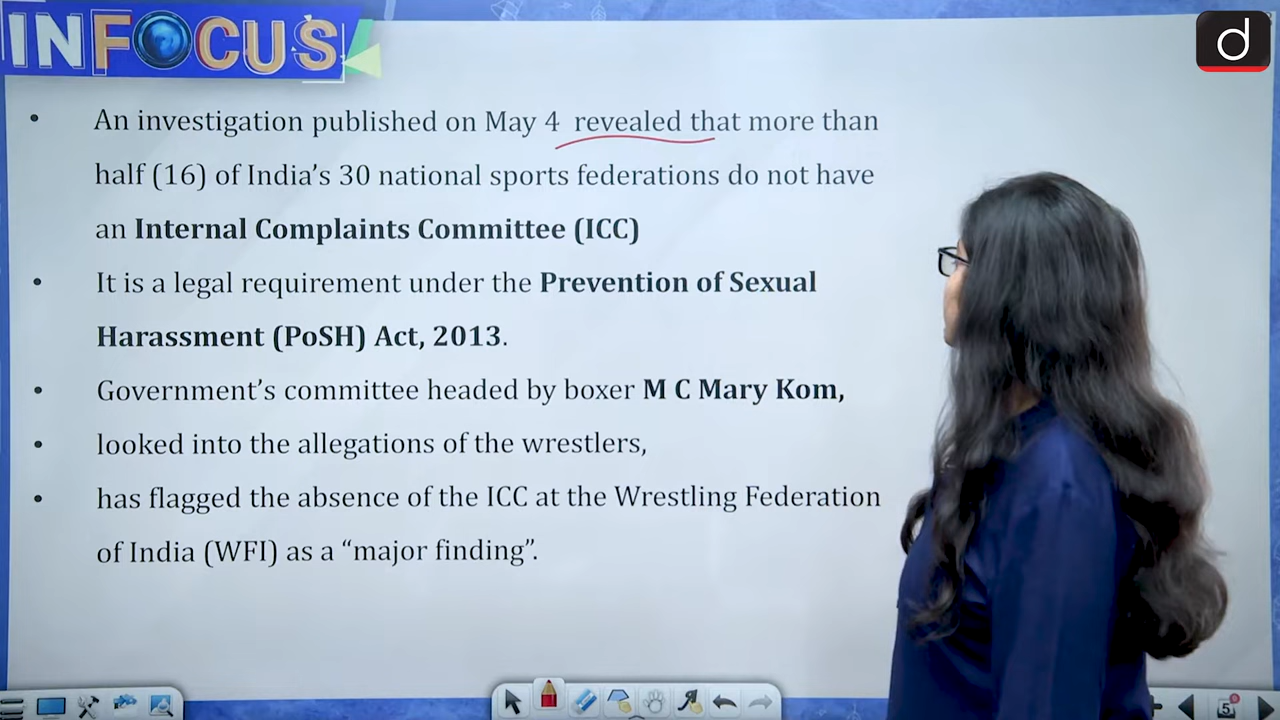 INFOCUS
d
• An investigation published on May 4 revealed that more than
half (16) of India’s 30 national sports federations do not have
an Internal Complaints Committee (ICC)
• It is a legal requirement under the Prevention of Sexual
Harassment (PoSH) Act, 2013.
• Government’s committee headed by boxer M C Mary Kom,
• looked into the allegations of the wrestlers,
• has flagged the absence of the ICC at the Wrestling Federation
of India (WFI) as a “major finding”.
5